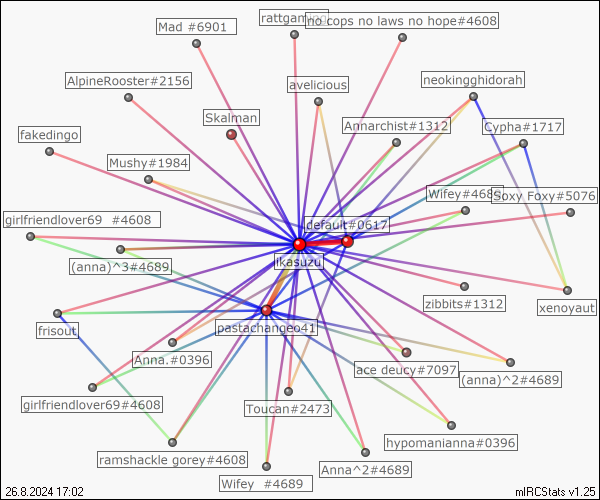 Mad #6901
rattgaming
no cops no laws no hope#4608
AlpineRooster#2156
avelicious
neokingghidorah
Skalman
Annarchist#1312
Cypha#1717
fakedingo
Mushy#1984
Wifey#4689
Soxy Foxy#5076
girlfriendlover69 #4608
default#0617
(anna)^3#4689
ikasuzu
zibbits#1312
xenoyaut
frisout
pastachangeo41
Anna.#0396
ace deucy#7097
(anna)^2#4689
girlfriendlover69#4608
Toucan#2473
hypomanianna#0396
ramshackle gorey#4608
Anna^2#4689
Wifey #4689
26.8.2024 17:02
mIRCStats v1.25